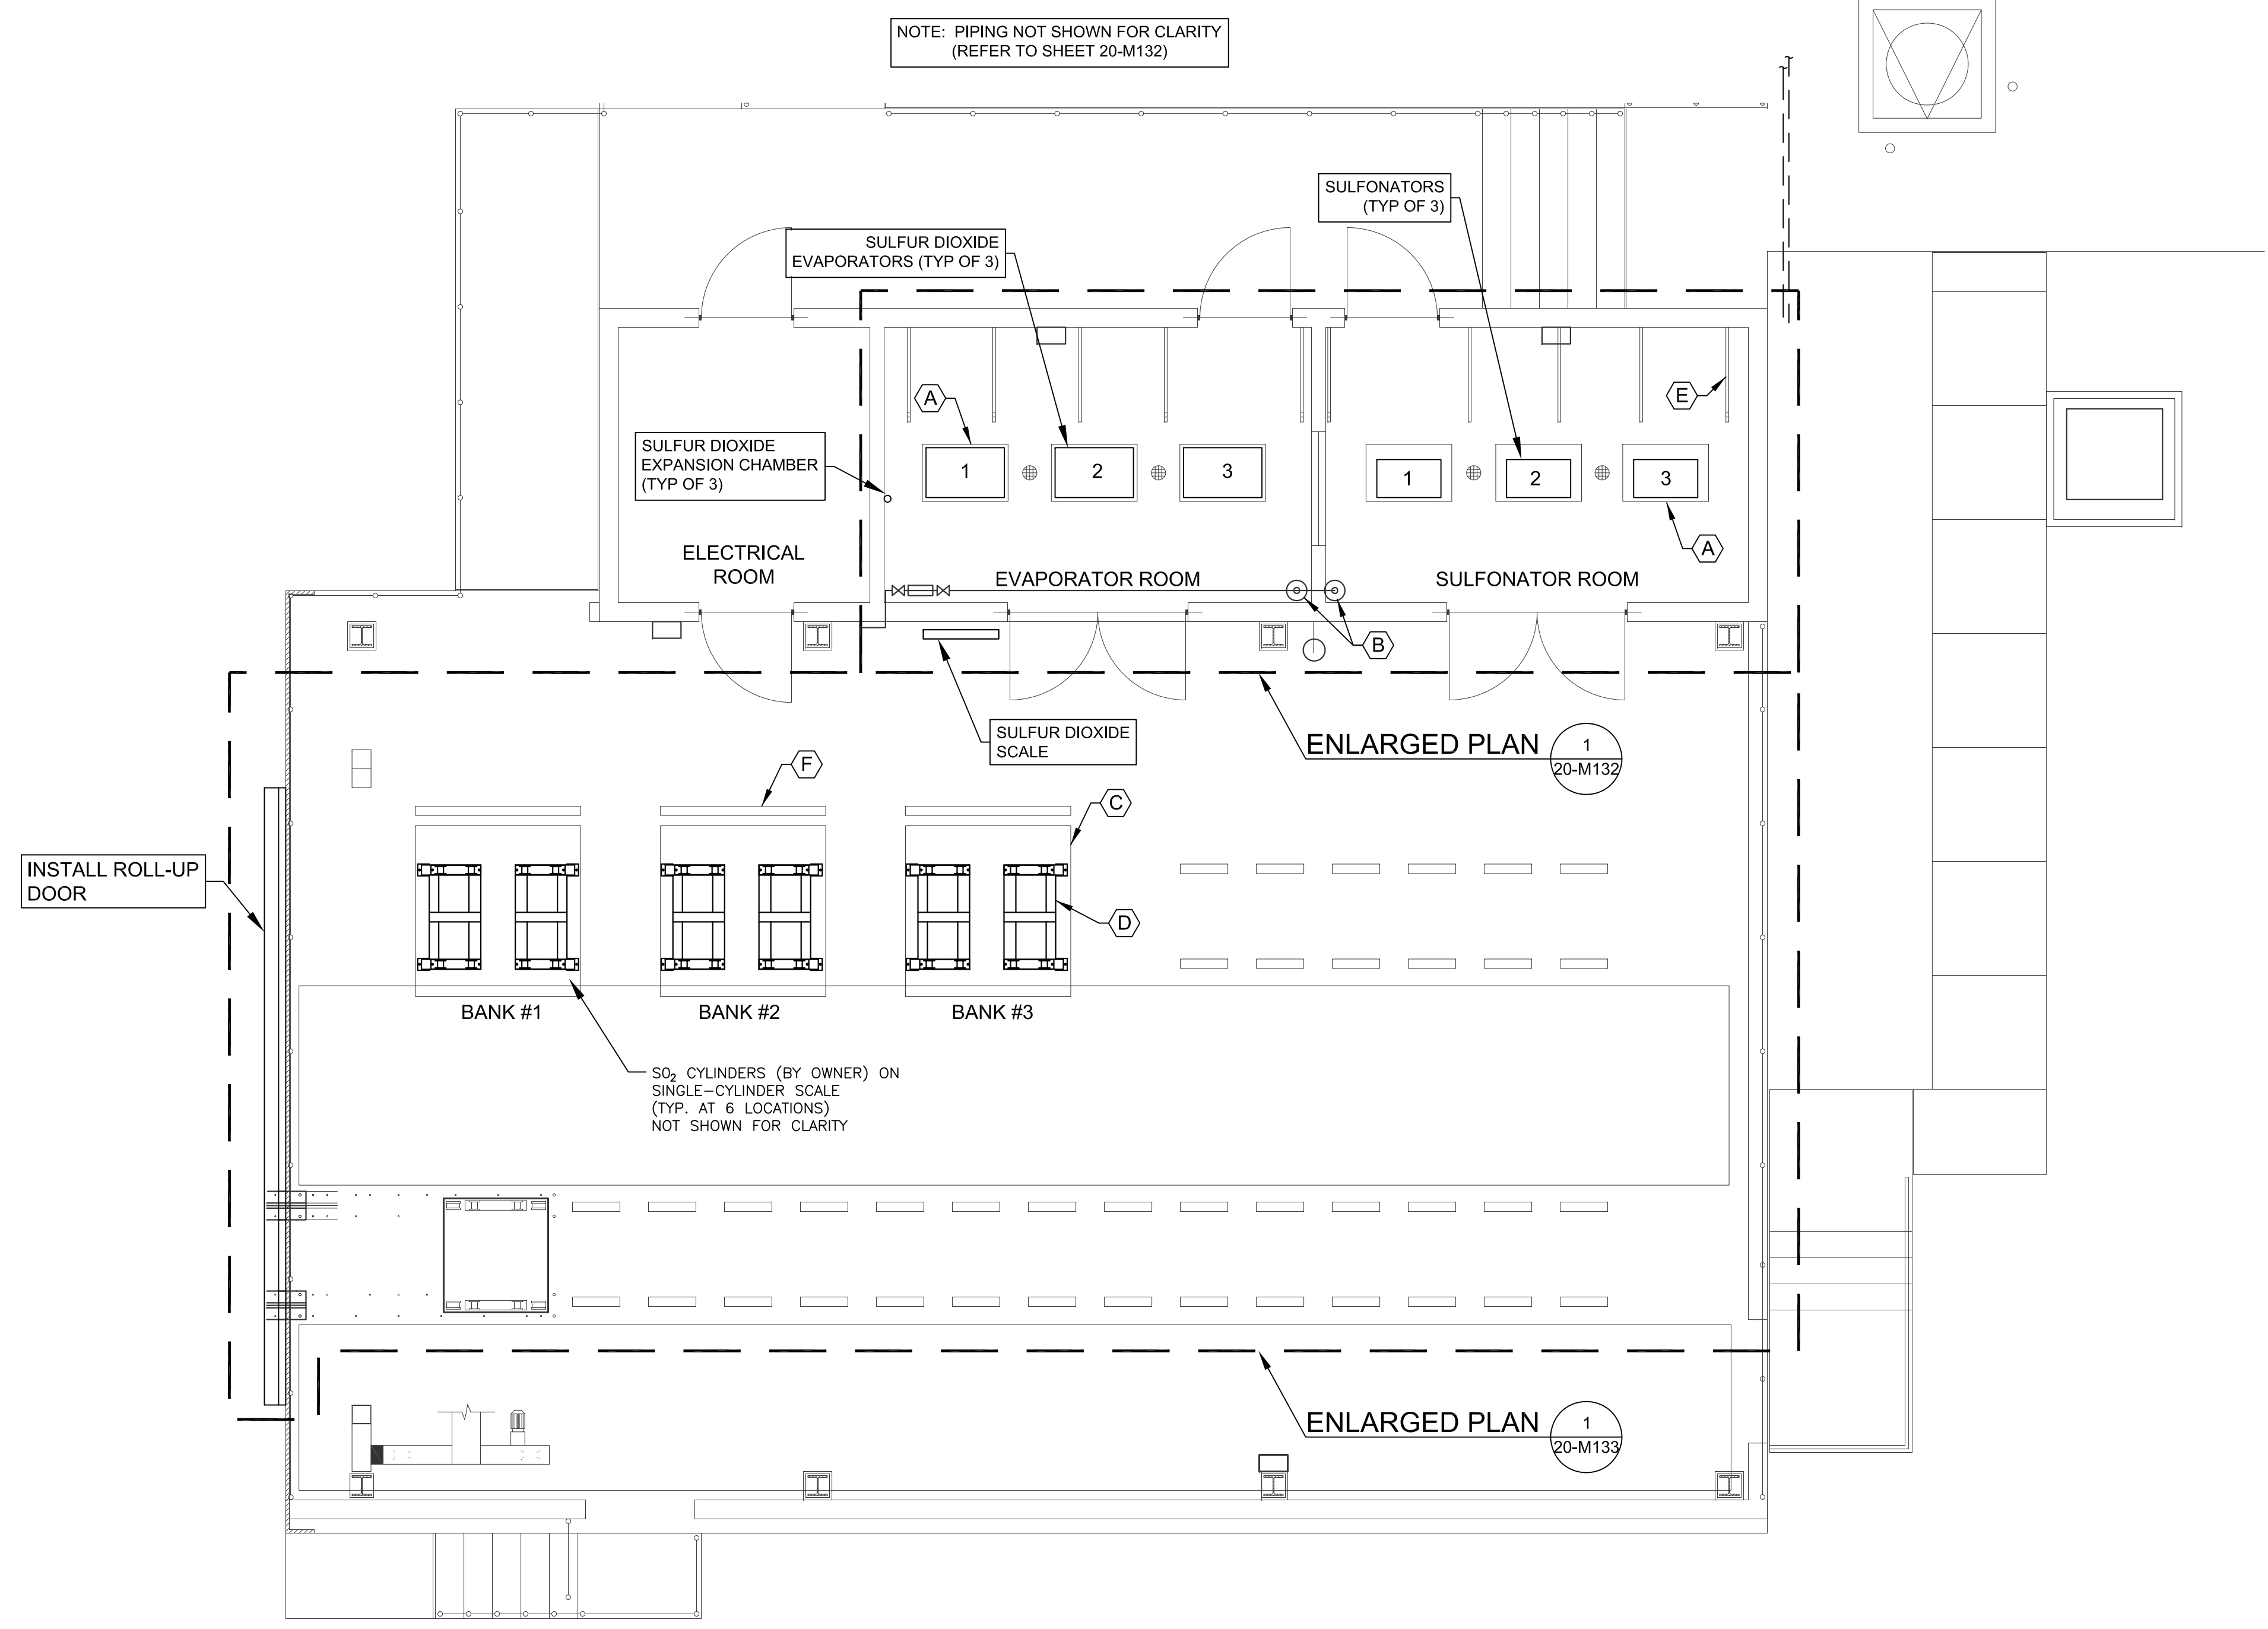 NOTE: PIPING NOT SHOWN FOR CLARITY
(REFER TO SHEET 20-M132)
SULFONATORS
(TYP OF 3)
SULFUR DIOXIDE
EVAPORATORS (TYP OF 3)
A
E
SULFUR DIOXIDE
EXPANSION CHAMBER
(TYP OF 3)
1
2
3
1
2
3
A
ELECTRICAL
ROOM
EVAPORATOR ROOM
SULFONATOR ROOM
B
SULFUR DIOXIDE
SCALE
ENLARGED PLAN
1
20-M132
F
C
INSTALL ROLL-UP
DOOR
D
BANK #1
BANK #2
BANK #3
SO₂ CYLINDERS (BY OWNER) ON
SINGLE-CYLINDER SCALE
(TYP. AT 6 LOCATIONS)
NOT SHOWN FOR CLARITY
ENLARGED PLAN
1
20-M133